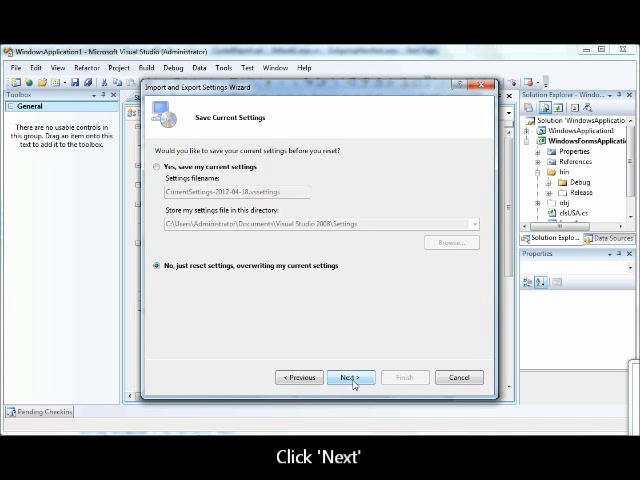 WindowsApplication1 - Microsoft Visual Studio (Administrator)
File Edit View Refactor Project Build Debug Data Tools Test Window Help
Toolbox
General
There are no usable controls in
this group. Drag an item onto this
text to add it to the toolbox.
Import and Export Settings Wizard
Save Current Settings
Would you like to save your current settings before you reset?
Yes, save my current settings
Settings filename:
CurrentSettings-2012-04-18.vssettings
Store my settings file in this directory:
C:\Users\Administrator\Documents\Visual Studio 2008\Settings
Browse...
No, just reset settings, overwriting my current settings
< Previous
Next >
Finish
Cancel
Solution Explorer - Windows...
Solution 'WindowsApplication
WindowsApplication1
WindowsFormsApplicati
Properties
References
bin
Debug
Release
obj
clsUSA.cs
Solution Explo...
Data Sources
Properties
Pending Checkins
Click 'Next'